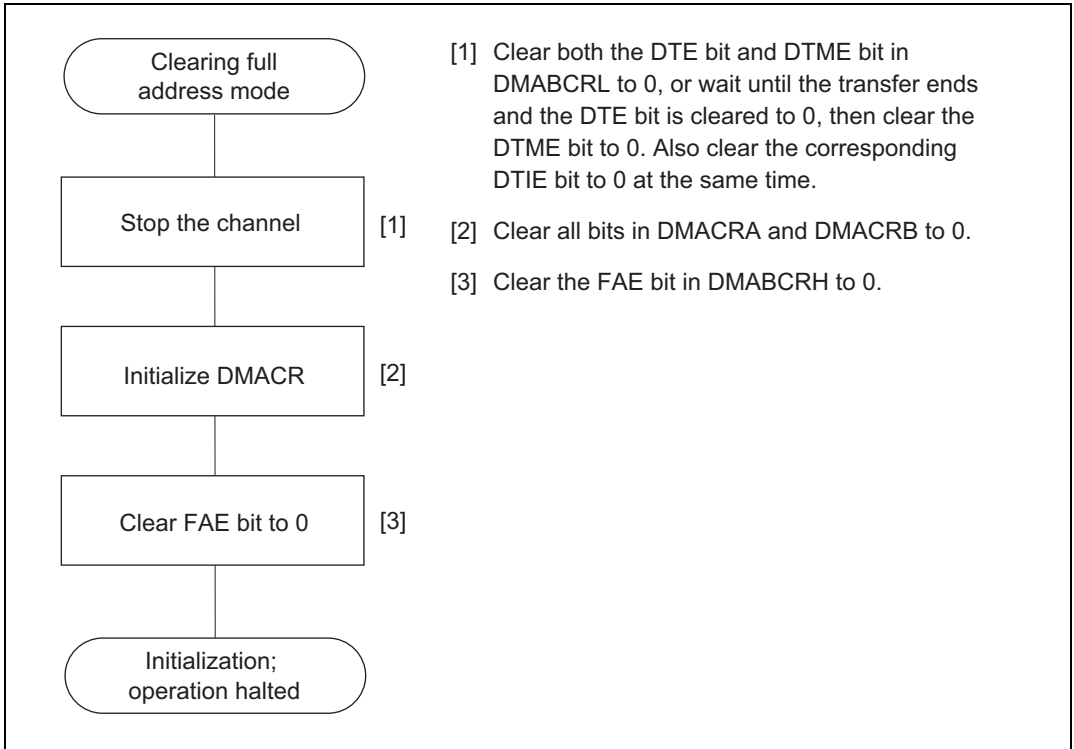 Clearing full
address mode
Stop the channel
[1]
Initialize DMACR
[2]
Clear FAE bit to 0
[3]
Initialization;
operation halted
[1] Clear both the DTE bit and DTME bit in
DMABCRL to 0, or wait until the transfer ends
and the DTE bit is cleared to 0, then clear the
DTME bit to 0. Also clear the corresponding
DTIE bit to 0 at the same time.
[2] Clear all bits in DMACRA and DMACRB to 0.
[3] Clear the FAE bit in DMABCRH to 0.